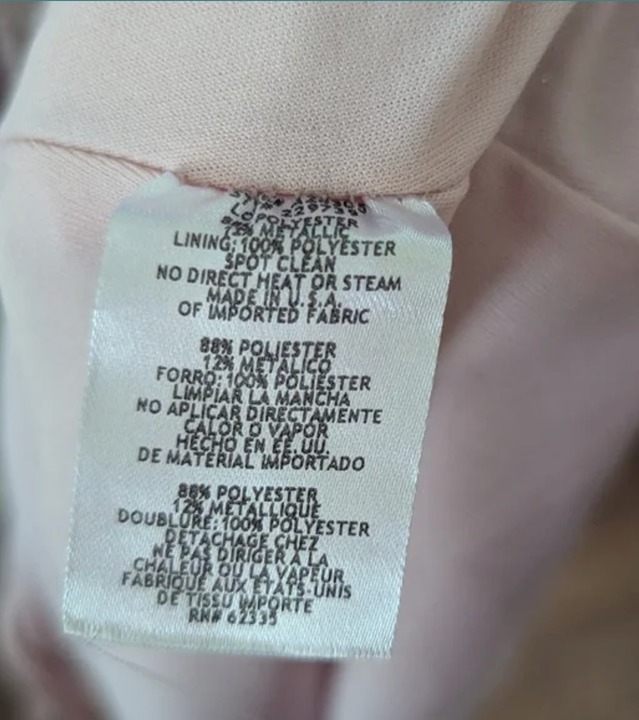 POLYESTER
METALLIC
LINING: 100% POLYESTER
SPOT CLEAN
NO DIRECT HEAT OR STEAM
MADE IN U.S.A.
OF IMPORTED FABRIC
88% POLIESTER
12% METALICO
FORRO: 100% POLIESTER
LIMPIAR LA MANCHA
NO APLICAR DIRECTAMENTE
CALOR O VAPOR
HECHO EN EE. UU.
DE MATERIAL IMPORTADO
88% POLYESTER
12% METALLIQUE
DOUBLURE: 100% POLYESTER
DETACHAGE CHEZ
NE PAS DIRIGER A LA
CHALEUR OU LA VAPEUR
FABRIQUE AUX ETATS-UNIS
DE TISSU IMPORTE
RN# 62335